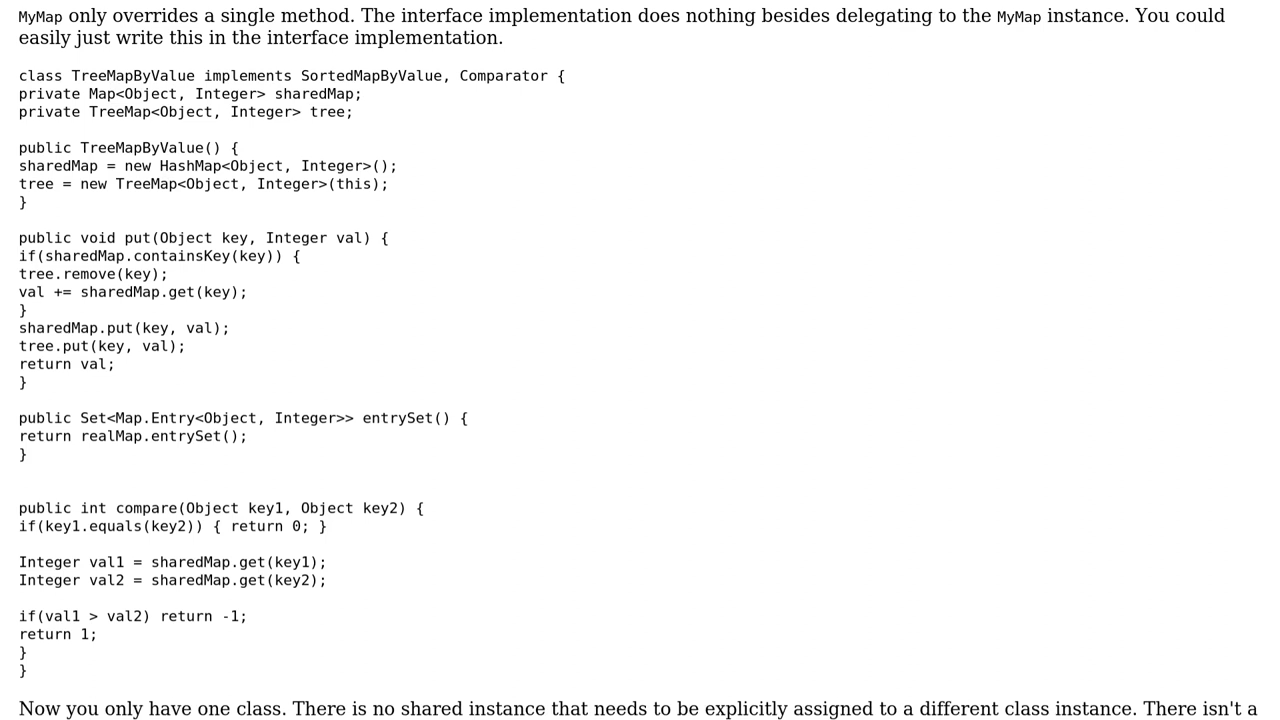 MyMap only overrides a single method. The interface implementation does nothing besides delegating to the MyMap instance. You could
easily just write this in the interface implementation.
class TreeMapByValue implements SortedMapByValue, Comparator {
private Map<Object, Integer> sharedMap;
private TreeMap<Object, Integer> tree;
public TreeMapByValue() {
sharedMap = new HashMap<Object, Integer>();
tree = new TreeMap<Object, Integer>(this);
}
public void put(Object key, Integer val) {
if(sharedMap.containsKey(key)) {
tree.remove(key);
val += sharedMap.get(key);
}
sharedMap.put(key, val);
tree.put(key, val);
return val;
}
public Set<Map.Entry<Object, Integer>> entrySet() {
return realMap.entrySet();
}
public int compare(Object key1, Object key2) {
if(key1.equals(key2)) { return 0; }
Integer val1 = sharedMap.get(key1);
Integer val2 = sharedMap.get(key2);
if(val1 > val2) return -1;
return 1;
}
}
Now you only have one class. There is no shared instance that needs to be explicitly assigned to a different class instance. There isn't a